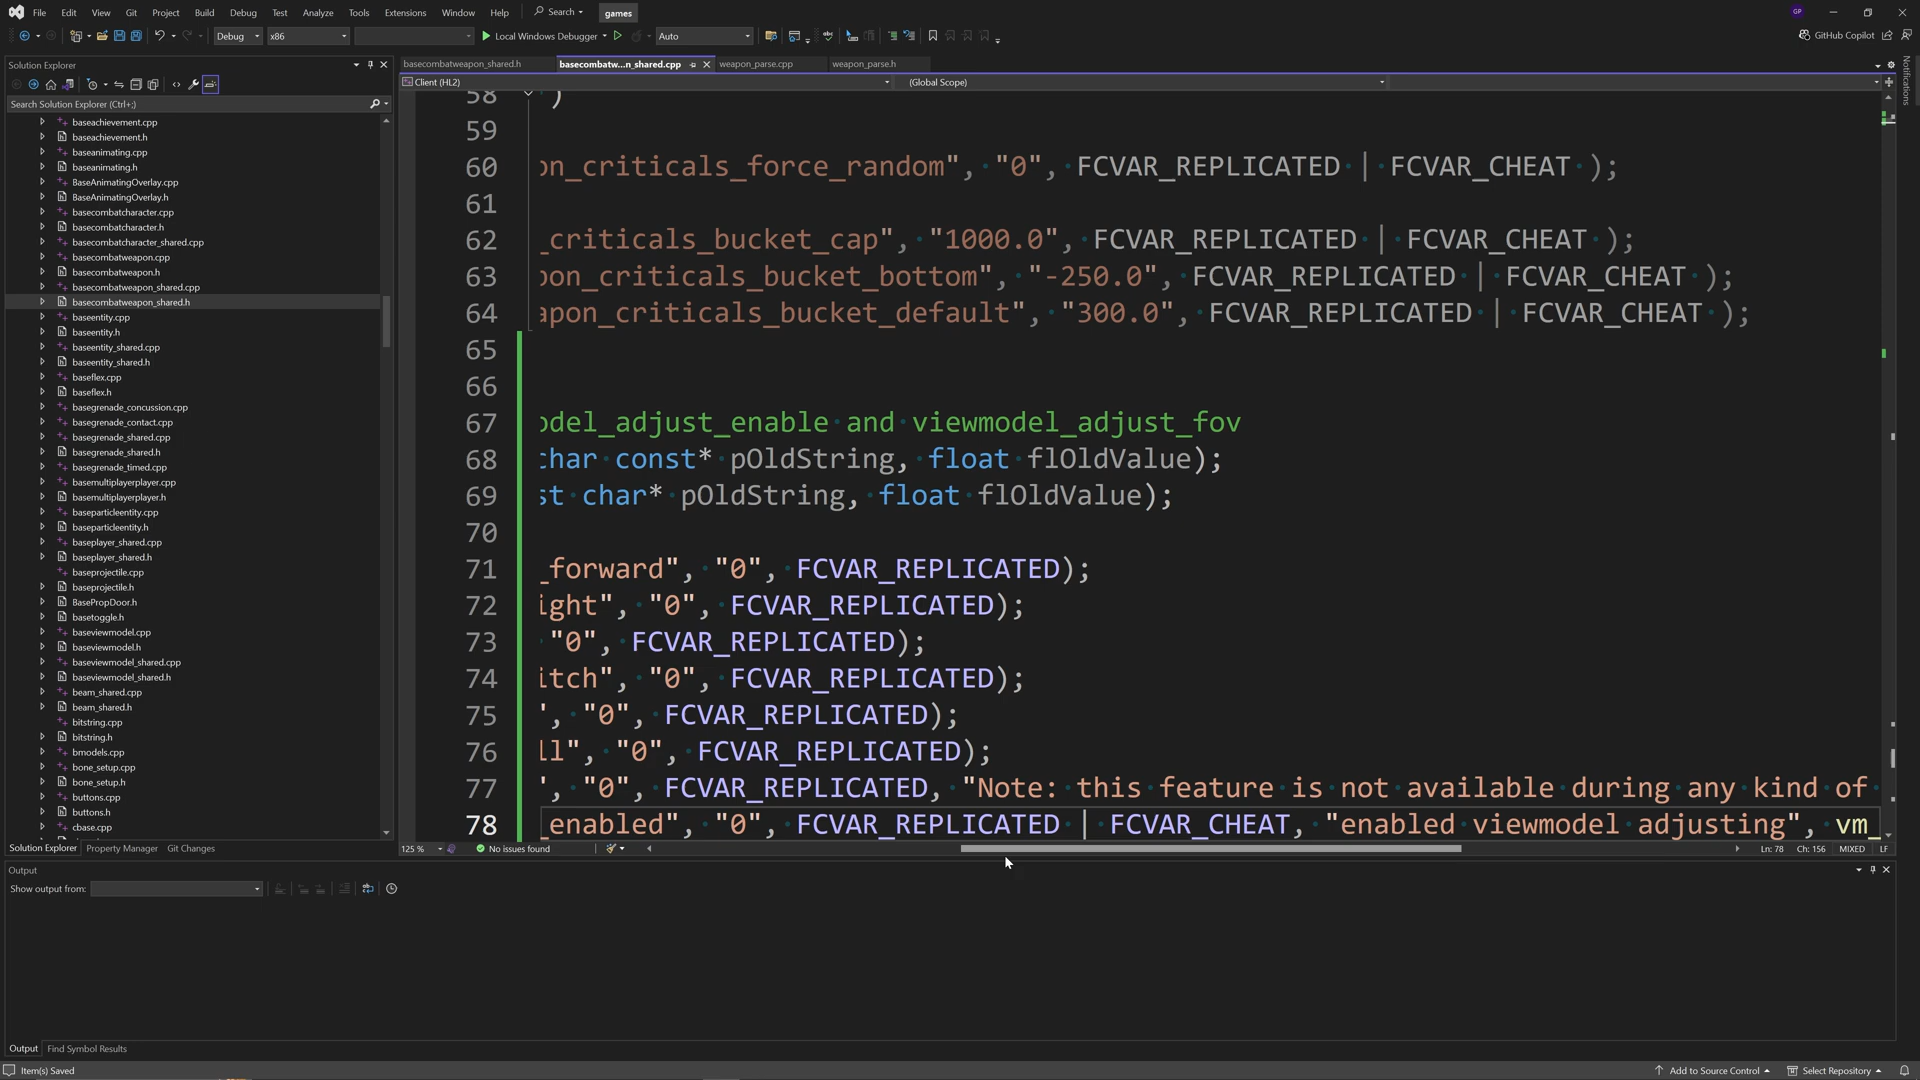 File Edit View Git Project Build Debug Test Analyze Tools Extensions Window Help Search games GP
Debug x86 Local Windows Debugger Auto GitHub Copilot
Solution Explorer
basecombatweapon_shared.h basecombatw...n_shared.cpp weapon_parse.cpp weapon_parse.h
Client (HL2) (Global Scope)
Search Solution Explorer (Ctrl+;)
baseachievement.cpp
baseachievement.h
baseanimating.cpp
baseanimating.h
BaseAnimatingOverlay.cpp
BaseAnimatingOverlay.h
basecombatcharacter.cpp
basecombatcharacter.h
basecombatcharacter_shared.cpp
basecombatweapon.cpp
basecombatweapon.h
basecombatweapon_shared.cpp
basecombatweapon_shared.h
baseentity.cpp
baseentity.h
baseentity_shared.cpp
baseentity_shared.h
baseflex.cpp
baseflex.h
basegrenade_concussion.cpp
basegrenade_contact.cpp
basegrenade_shared.cpp
basegrenade_shared.h
basegrenade_timed.cpp
basemultiplayerplayer.cpp
basemultiplayerplayer.h
baseparticleentity.cpp
baseparticleentity.h
baseplayer_shared.cpp
baseplayer_shared.h
baseprojectile.cpp
baseprojectile.h
BasePropDoor.h
basetoggle.h
baseviewmodel.cpp
baseviewmodel.h
baseviewmodel_shared.cpp
baseviewmodel_shared.h
beam_shared.cpp
beam_shared.h
bitstring.cpp
bitstring.h
bmodels.cpp
bone_setup.cpp
bone_setup.h
buttons.cpp
buttons.h
cbase.cpp
Solution Explorer Property Manager Git Changes
58 )
59
60 on_criticals_force_random", "0", FCVAR_REPLICATED | FCVAR_CHEAT );
61
62 _criticals_bucket_cap", "1000.0", FCVAR_REPLICATED | FCVAR_CHEAT );
63 pon_criticals_bucket_bottom", "-250.0", FCVAR_REPLICATED | FCVAR_CHEAT );
64 apon_criticals_bucket_default", "300.0", FCVAR_REPLICATED | FCVAR_CHEAT );
65
66
67 odel_adjust_enable and viewmodel_adjust_fov
68 char const* pOldString, float flOldValue);
69 st char* pOldString, float flOldValue);
70
71 _forward", "0", FCVAR_REPLICATED);
72 ight", "0", FCVAR_REPLICATED);
73 "0", FCVAR_REPLICATED);
74 itch", "0", FCVAR_REPLICATED);
75 ", "0", FCVAR_REPLICATED);
76 ll", "0", FCVAR_REPLICATED);
77 ", "0", FCVAR_REPLICATED, "Note: this feature is not available during any kind of
78 _enabled", "0", FCVAR_REPLICATED | FCVAR_CHEAT, "enabled viewmodel adjusting", vm_
125 % No issues found Ln: 78 Ch: 156 MIXED LF
Notifications
Output
Show output from:
Output Find Symbol Results
Item(s) Saved Add to Source Control Select Repository